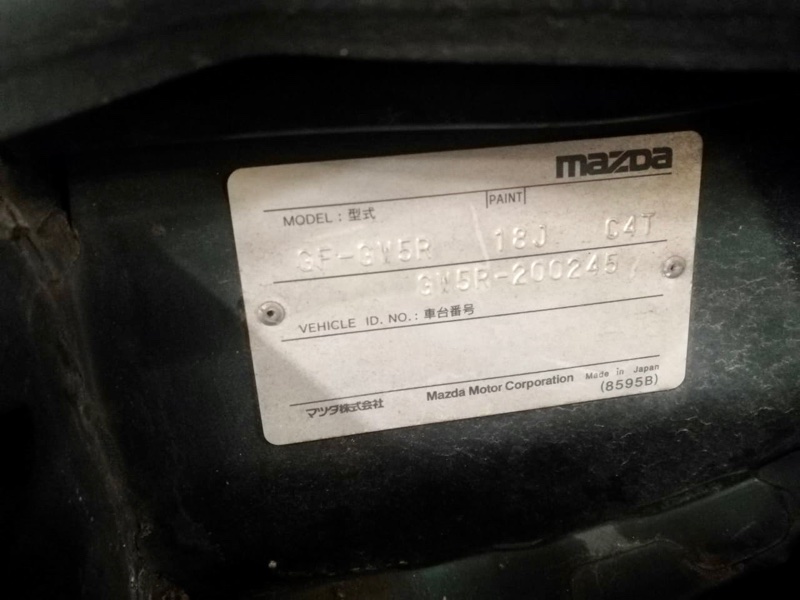 mazda
MODEL : 型式 PAINT
GF-GW5R 18J C4T
GW5R-200245
VEHICLE ID. NO. : 車台番号
マツダ株式会社 Mazda Motor Corporation Made in Japan
(8595B)